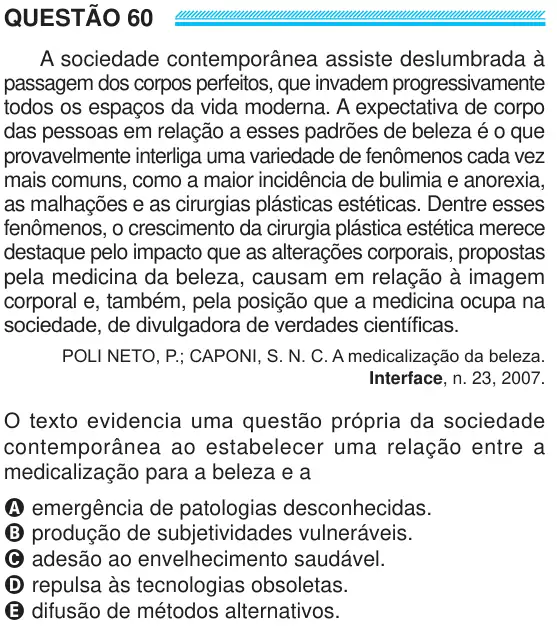 QUESTÃO 60
A sociedade contemporânea assiste deslumbrada à
passagem dos corpos perfeitos, que invadem progressivamente
todos os espaços da vida moderna. A expectativa de corpo
das pessoas em relação a esses padrões de beleza é o que
provavelmente interliga uma variedade de fenômenos cada vez
mais comuns, como a maior incidência de bulimia e anorexia,
as malhações e as cirurgias plásticas estéticas. Dentre esses
fenômenos, o crescimento da cirurgia plástica estética merece
destaque pelo impacto que as alterações corporais, propostas
pela medicina da beleza, causam em relação à imagem
corporal e, também, pela posição que a medicina ocupa na
sociedade, de divulgadora de verdades científicas.
POLI NETO, P.; CAPONI, S. N. C. A medicalização da beleza.
Interface, n. 23, 2007.
O texto evidencia uma questão própria da sociedade
contemporânea ao estabelecer uma relação entre a
medicalização para a beleza e a
A emergência de patologias desconhecidas.
B produção de subjetividades vulneráveis.
C adesão ao envelhecimento saudável.
D repulsa às tecnologias obsoletas.
E difusão de métodos alternativos.